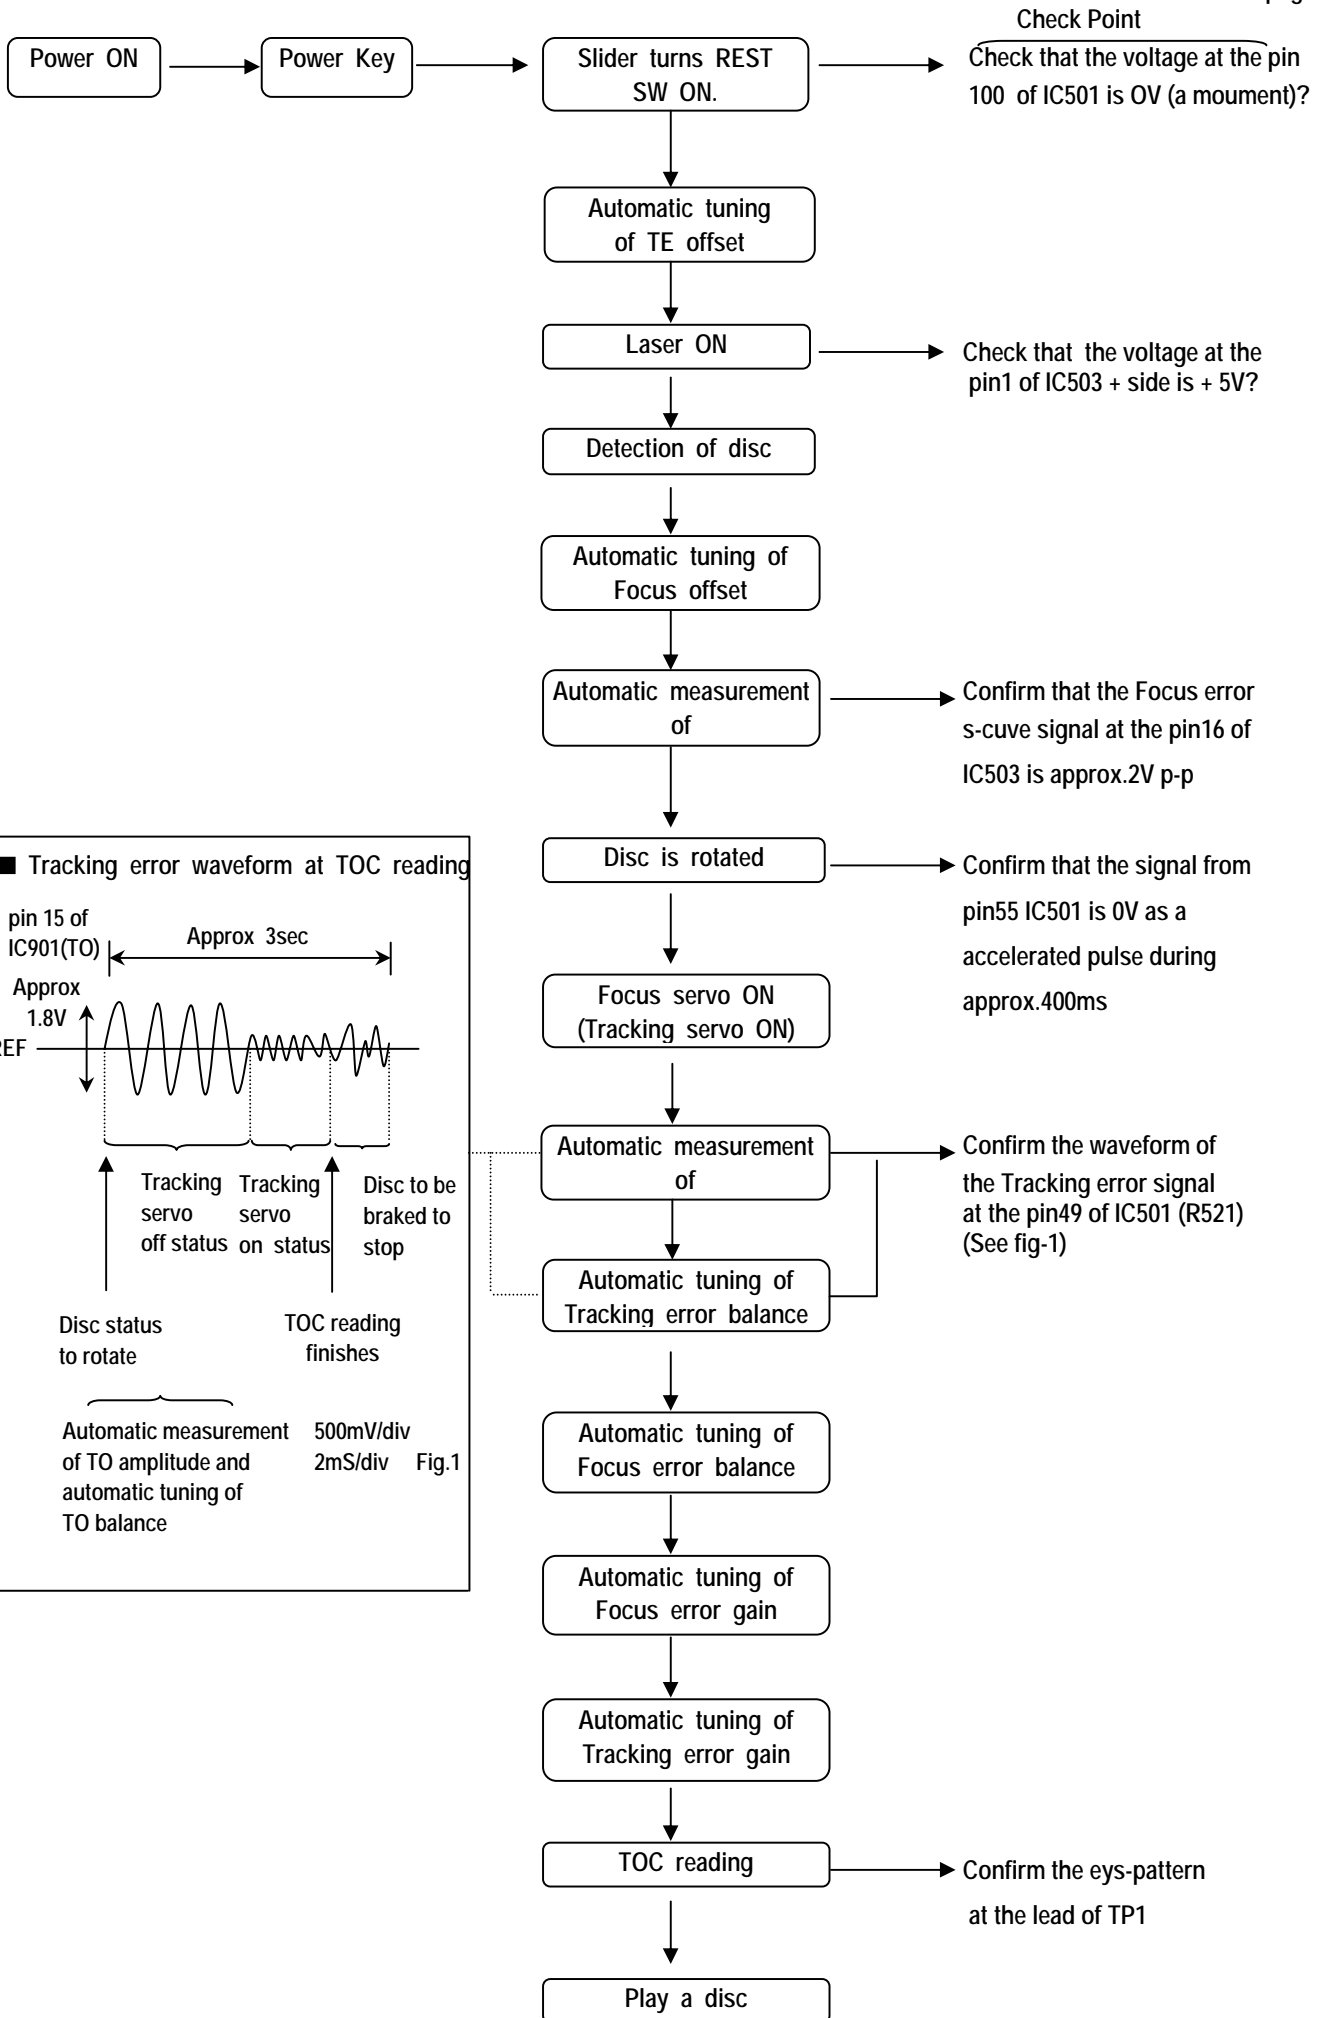 Check Point
Power ON
Power Key
Slider turns REST
SW ON.
Check that the voltage at the pin
100 of IC501 is OV (a moument)?
Automatic tuning
of TE offset
Laser ON
Check that the voltage at the
pin1 of IC503 + side is + 5V?
Detection of disc
Automatic tuning of
Focus offset
Automatic measurement
of
Confirm that the Focus error
s-cuve signal at the pin16 of
IC503 is approx.2V p-p
Disc is rotated
Confirm that the signal from
pin55 IC501 is 0V as a
accelerated pulse during
approx.400ms
Focus servo ON
(Tracking servo ON)
Automatic measurement
of
Confirm the waveform of
the Tracking error signal
at the pin49 of IC501 (R521)
(See fig-1)
Automatic tuning of
Tracking error balance
■ Tracking error waveform at TOC reading
pin 15 of
IC901(TO)
Approx 3sec
Approx
1.8V
Tracking
servo
off status
Tracking
servo
on status
Disc to be
braked to
stop
Disc status
to rotate
TOC reading
finishes
Automatic measurement
of TO amplitude and
automatic tuning of
TO balance
500mV/div
2mS/div Fig.1
Automatic tuning of
Focus error balance
Automatic tuning of
Focus error gain
Automatic tuning of
Tracking error gain
TOC reading
Confirm the eys-pattern
at the lead of TP1
Play a disc